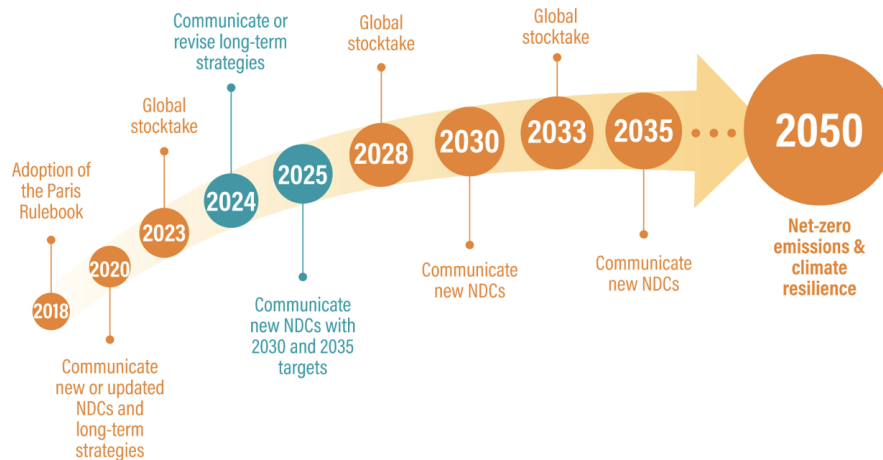 2018
Adoption of
the Paris
Rulebook
2020
Communicate
new or updated
NDCs and
long-term
strategies
2023
Global
stocktake
2024
Communicate or
revise long-term
strategies
2025
Communicate
new NDCs with
2030 and 2035
targets
2028
Global
stocktake
2030
Communicate
new NDCs
2033
Global
stocktake
2035
Communicate
new NDCs
2050
Net-zero
emissions &
climate
resilience